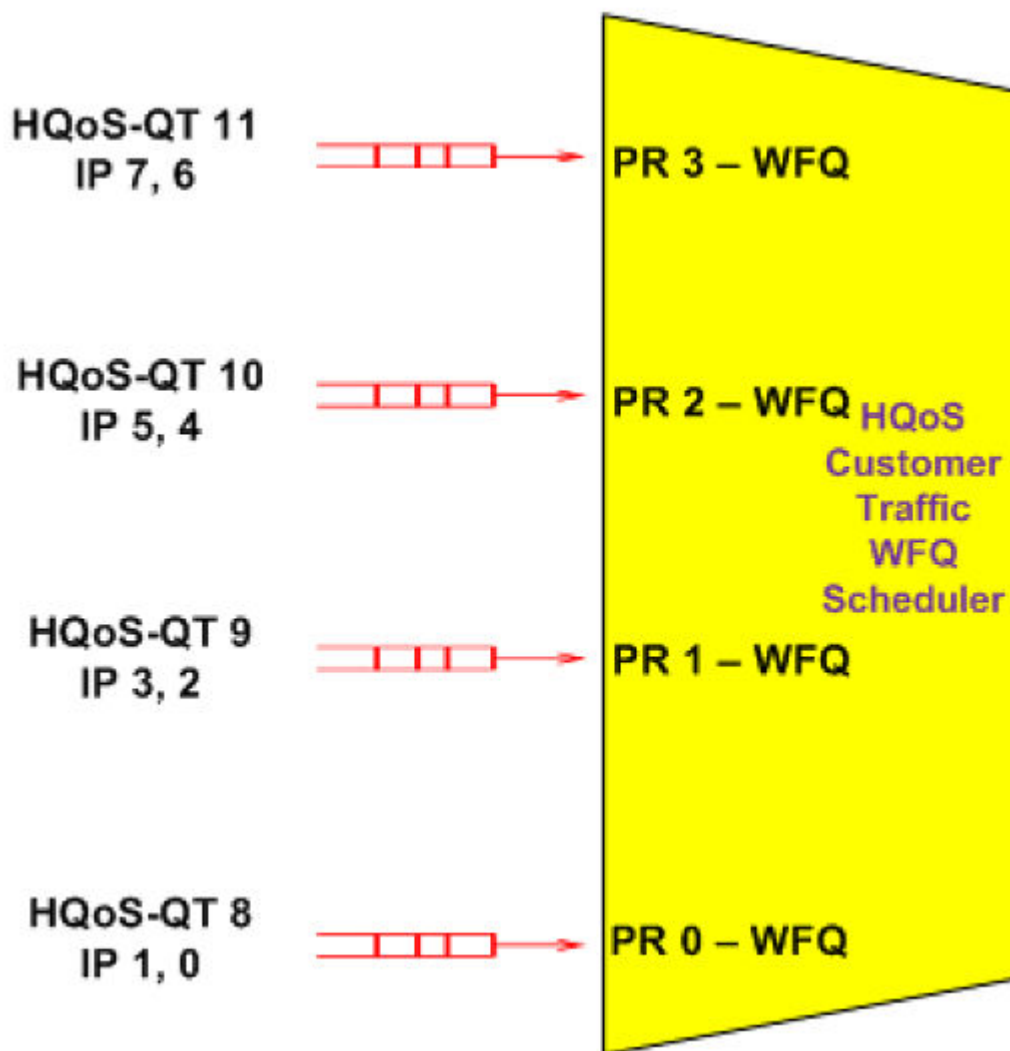 HQoS-QT 11
IP 7, 6
PR 3 – WFQ
HQoS-QT 10
IP 5, 4
PR 2 – WFQ
HQoS
Customer
Traffic
WFQ
Scheduler
HQoS-QT 9
IP 3, 2
PR 1 – WFQ
HQoS-QT 8
IP 1, 0
PR 0 – WFQ